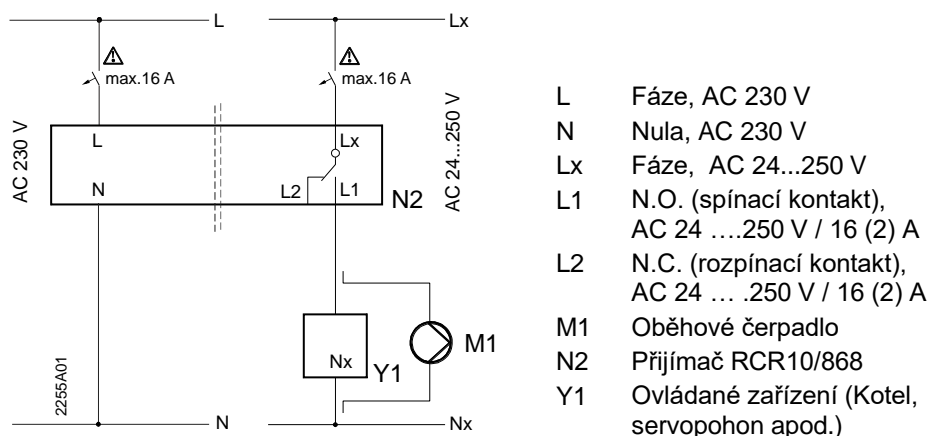 L
Lx
max.16 A
max.16 A
AC 230 V
AC 24...250 V
L
Lx
N
L2
L1
N2
M1
Nx
Y1
2255A01
N
Nx
L Fáze, AC 230 V
N Nula, AC 230 V
Lx Fáze, AC 24...250 V
L1 N.O. (spínací kontakt),
AC 24 ….250 V / 16 (2) A
L2 N.C. (rozpínací kontakt),
AC 24 … .250 V / 16 (2) A
M1 Oběhové čerpadlo
N2 Přijímač RCR10/868
Y1 Ovládané zařízení (Kotel,
servopohon apod.)